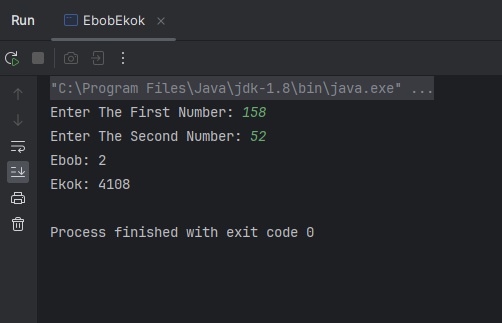 Run EbobEkok
"C:\Program Files\Java\jdk-1.8\bin\java.exe" ...
Enter The First Number: 158
Enter The Second Number: 52
Ebob: 2
Ekok: 4108
Process finished with exit code 0